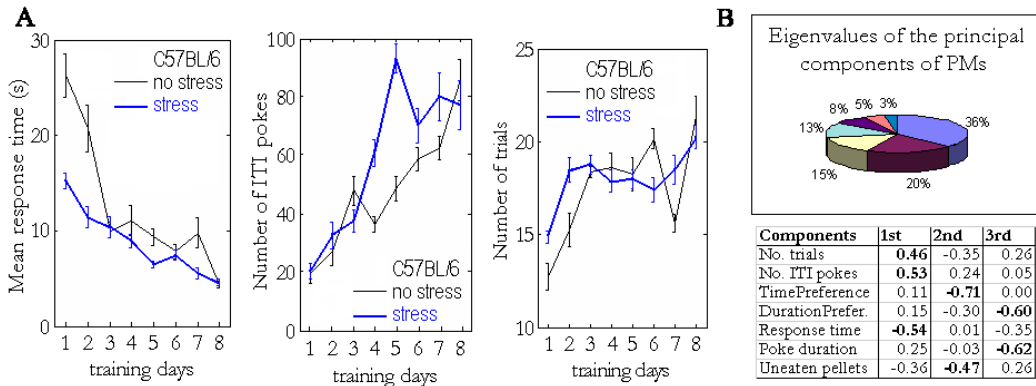 A
Mean response time (s)
30
20
10
0
C57BL/6
no stress
stress
1 2 3 4 5 6 7 8
training days
Number of ITI pokes
100
80
60
40
20
0
C57BL/6
no stress
stress
1 2 3 4 5 6 7 8
training days
Number of trials
25
20
15
10
C57BL/6
no stress
stress
1 2 3 4 5 6 7 8
training days
B
Eigenvalues of the principal
components of PMs
8% 5% 3%
13% 36%
15% 20%
Components 1st 2nd 3rd
No. trials 0.46 -0.35 0.26
No. ITI pokes 0.53 0.24 0.05
TimePreference 0.11 -0.71 0.00
DurationPrefer. 0.15 -0.30 -0.60
Response time -0.54 0.01 -0.35
Poke duration 0.25 -0.03 -0.62
Uneaten pellets -0.36 -0.47 0.26